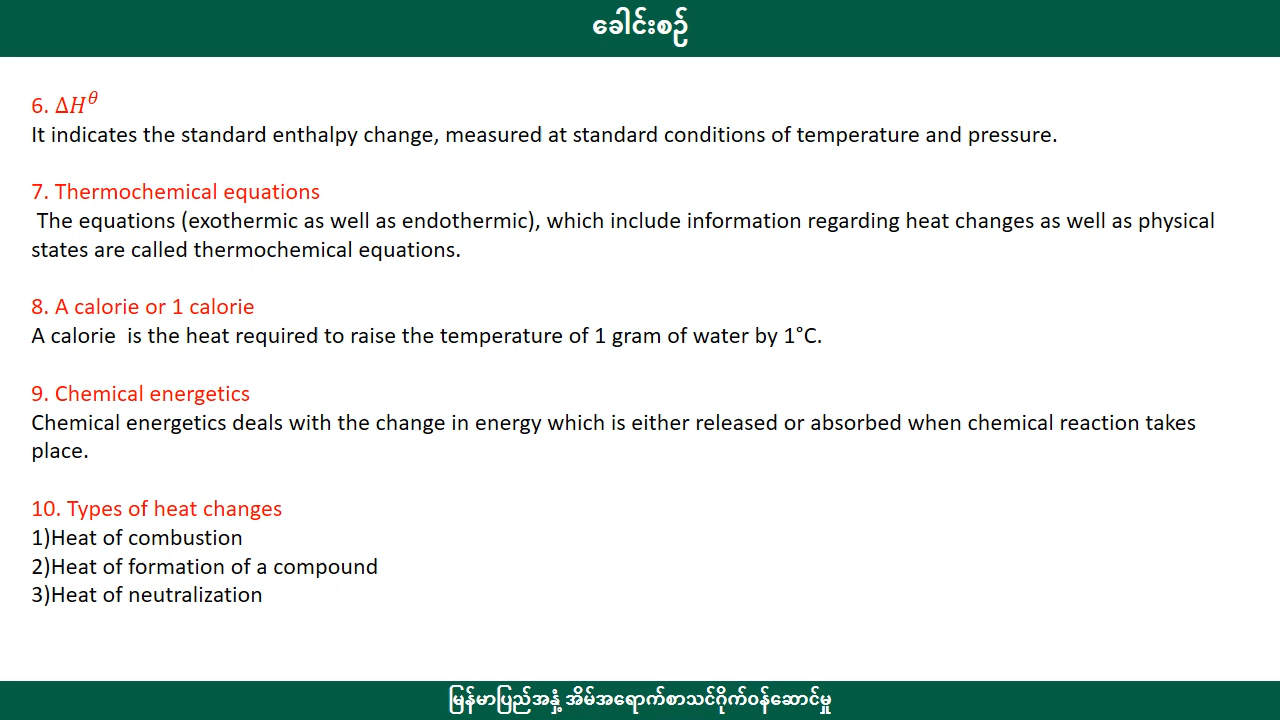 ခေါင်းစဉ်
6. ΔH^θ
It indicates the standard enthalpy change, measured at standard conditions of temperature and pressure.
7. Thermochemical equations
The equations (exothermic as well as endothermic), which include information regarding heat changes as well as physical
states are called thermochemical equations.
8. A calorie or 1 calorie
A calorie  is the heat required to raise the temperature of 1 gram of water by 1°C.
9. Chemical energetics
Chemical energetics deals with the change in energy which is either released or absorbed when chemical reaction takes
place.
10. Types of heat changes
1)Heat of combustion
2)Heat of formation of a compound
3)Heat of neutralization
မြန်မာပြည်အနှံ့ အိမ်အရောက်စာသင်ဂိုက်ဝန်ဆောင်မှု